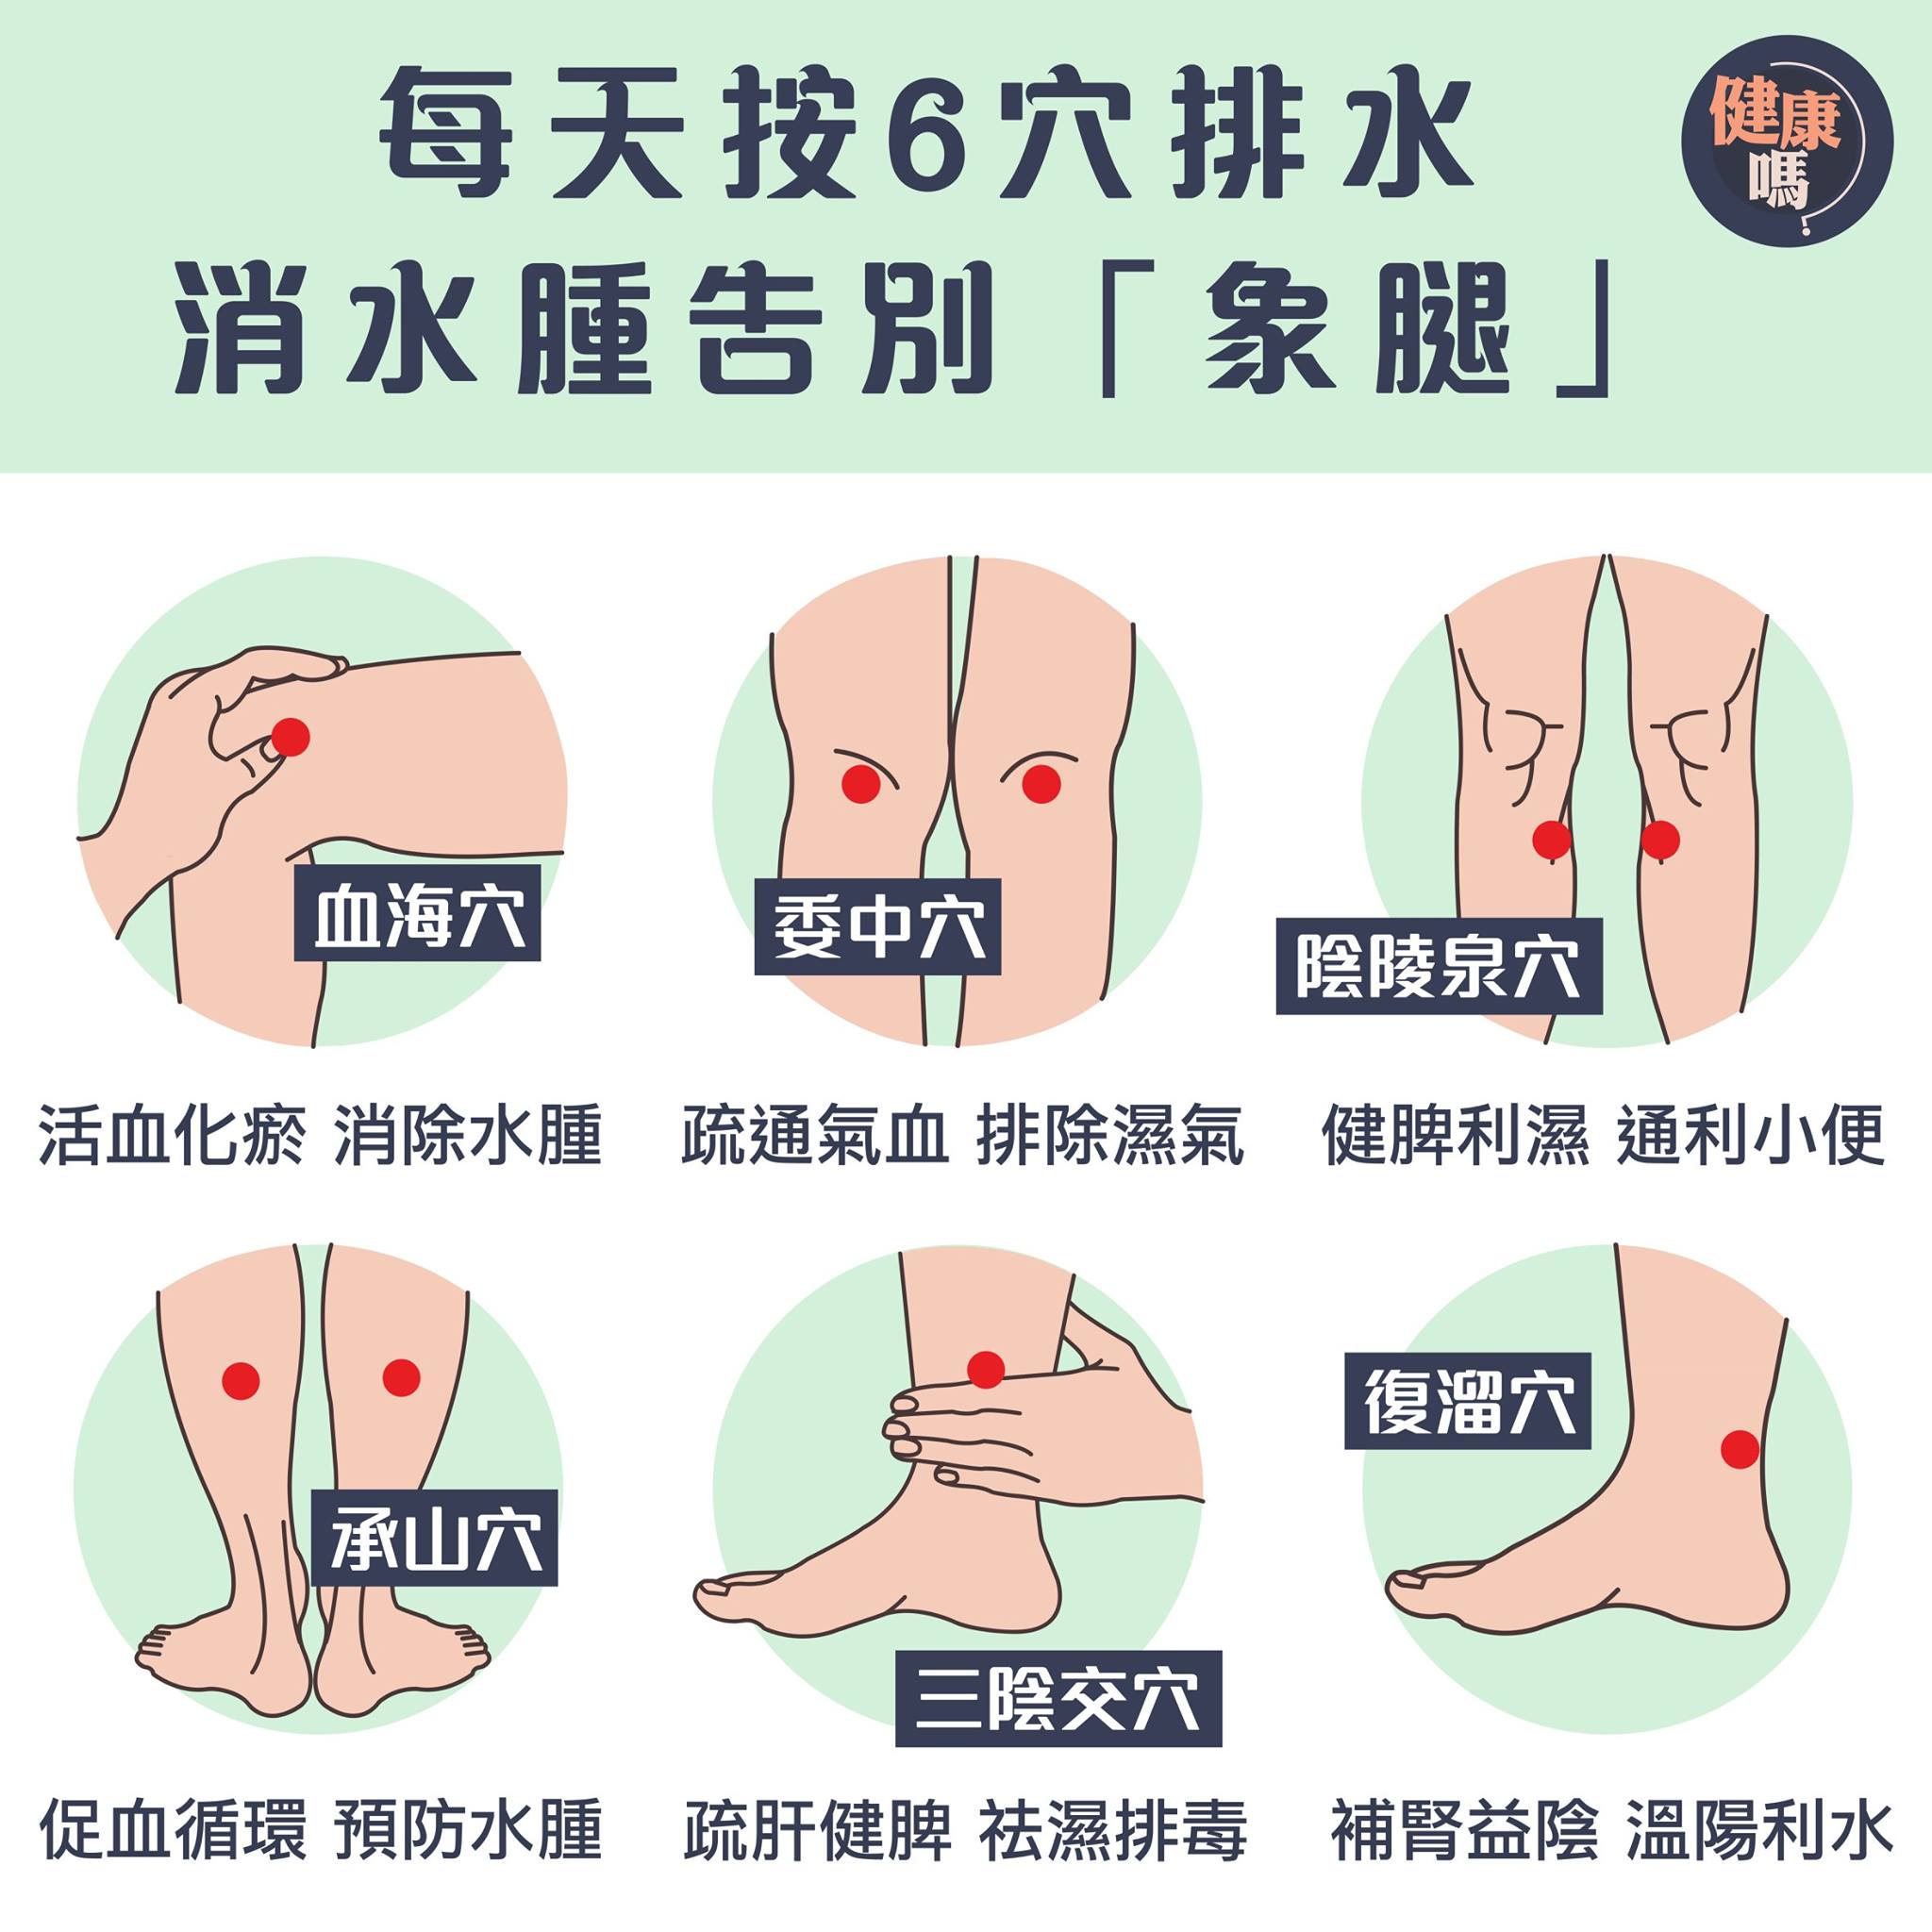 每天按6穴排水
消水腫告別「象腿」
健康
嗎
血海穴
活血化瘀 消除水腫
委中穴
疏通氣血 排除濕氣
陰陵泉穴
健脾利濕 通利小便
承山穴
促血循環 預防水腫
三陰交穴
疏肝健脾 祛濕排毒
復溜穴
補腎益陰 溫陽利水